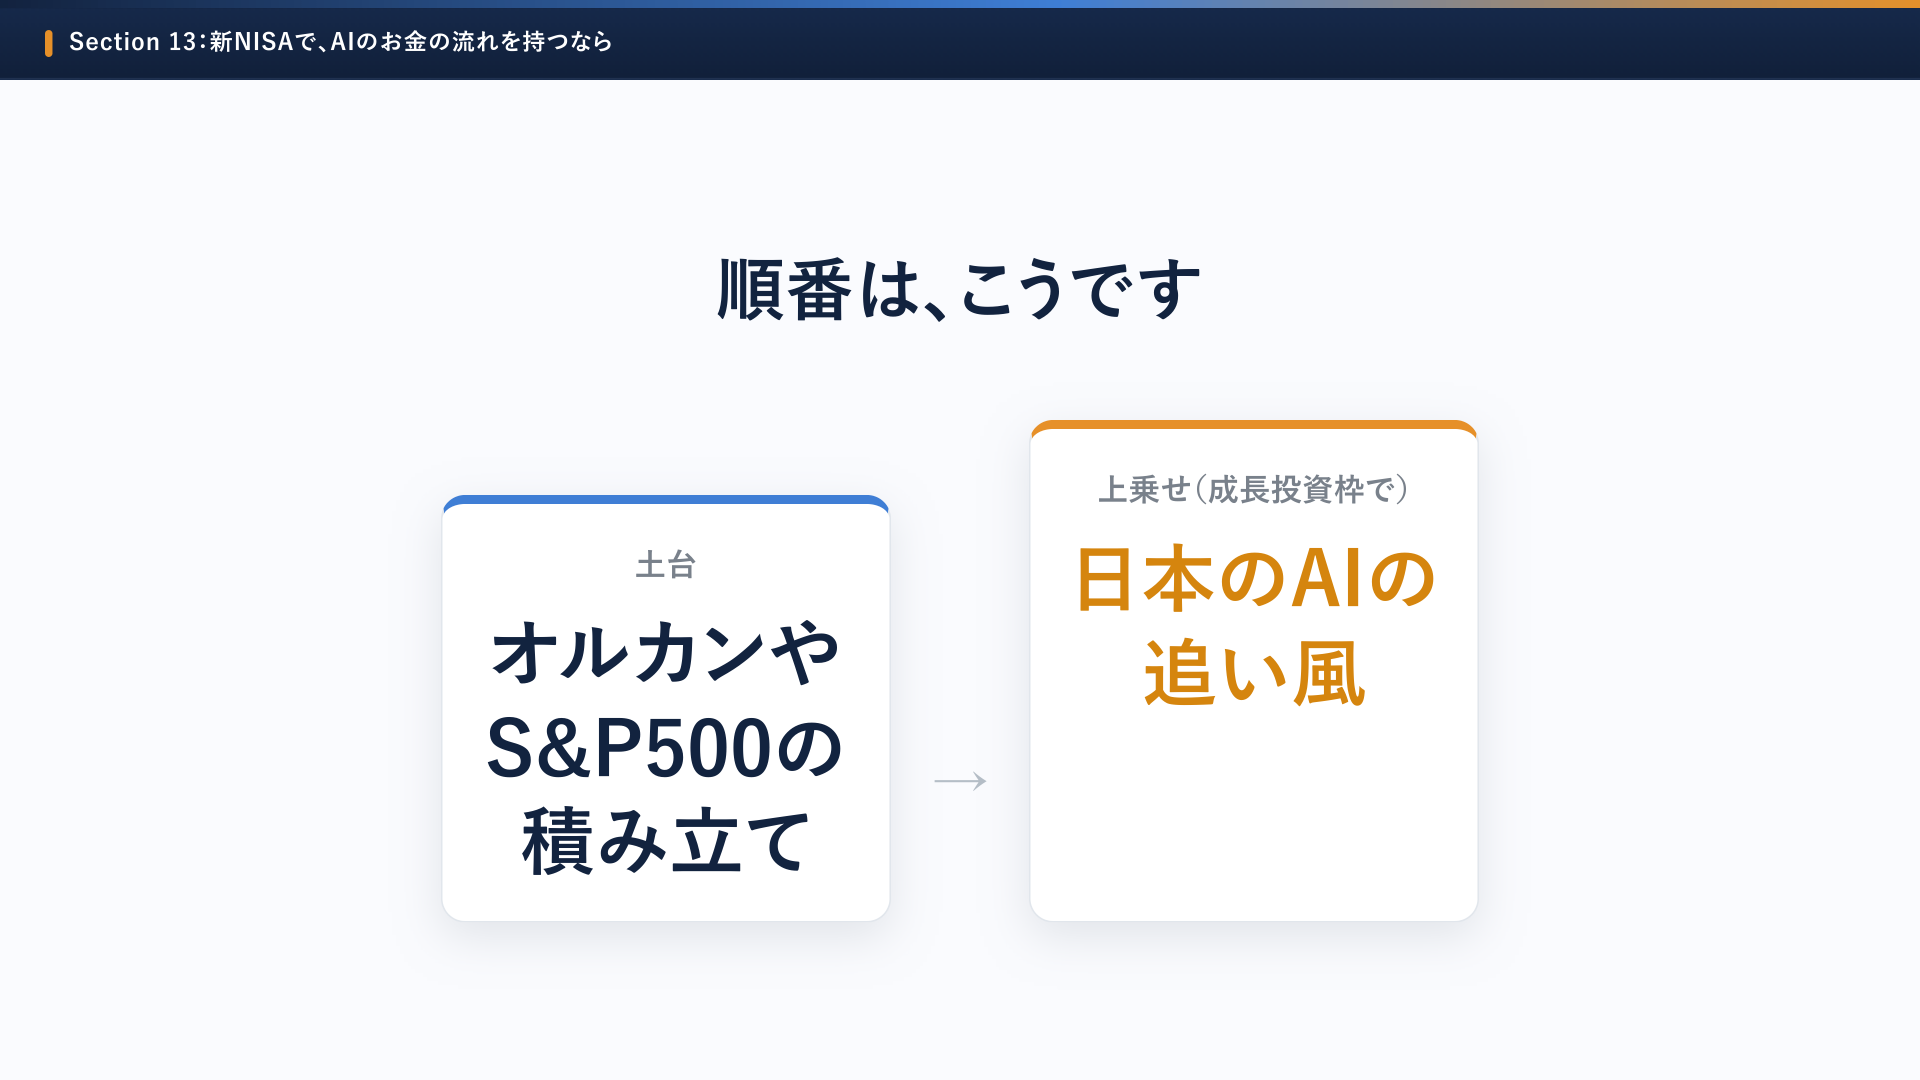 Section 13：新NISAで、AIのお金の流れを持つなら
順番は、こうです
土台
オルカンや
S&P500の
積み立て
→
上乗せ（成長投資枠で）
日本のAIの
追い風